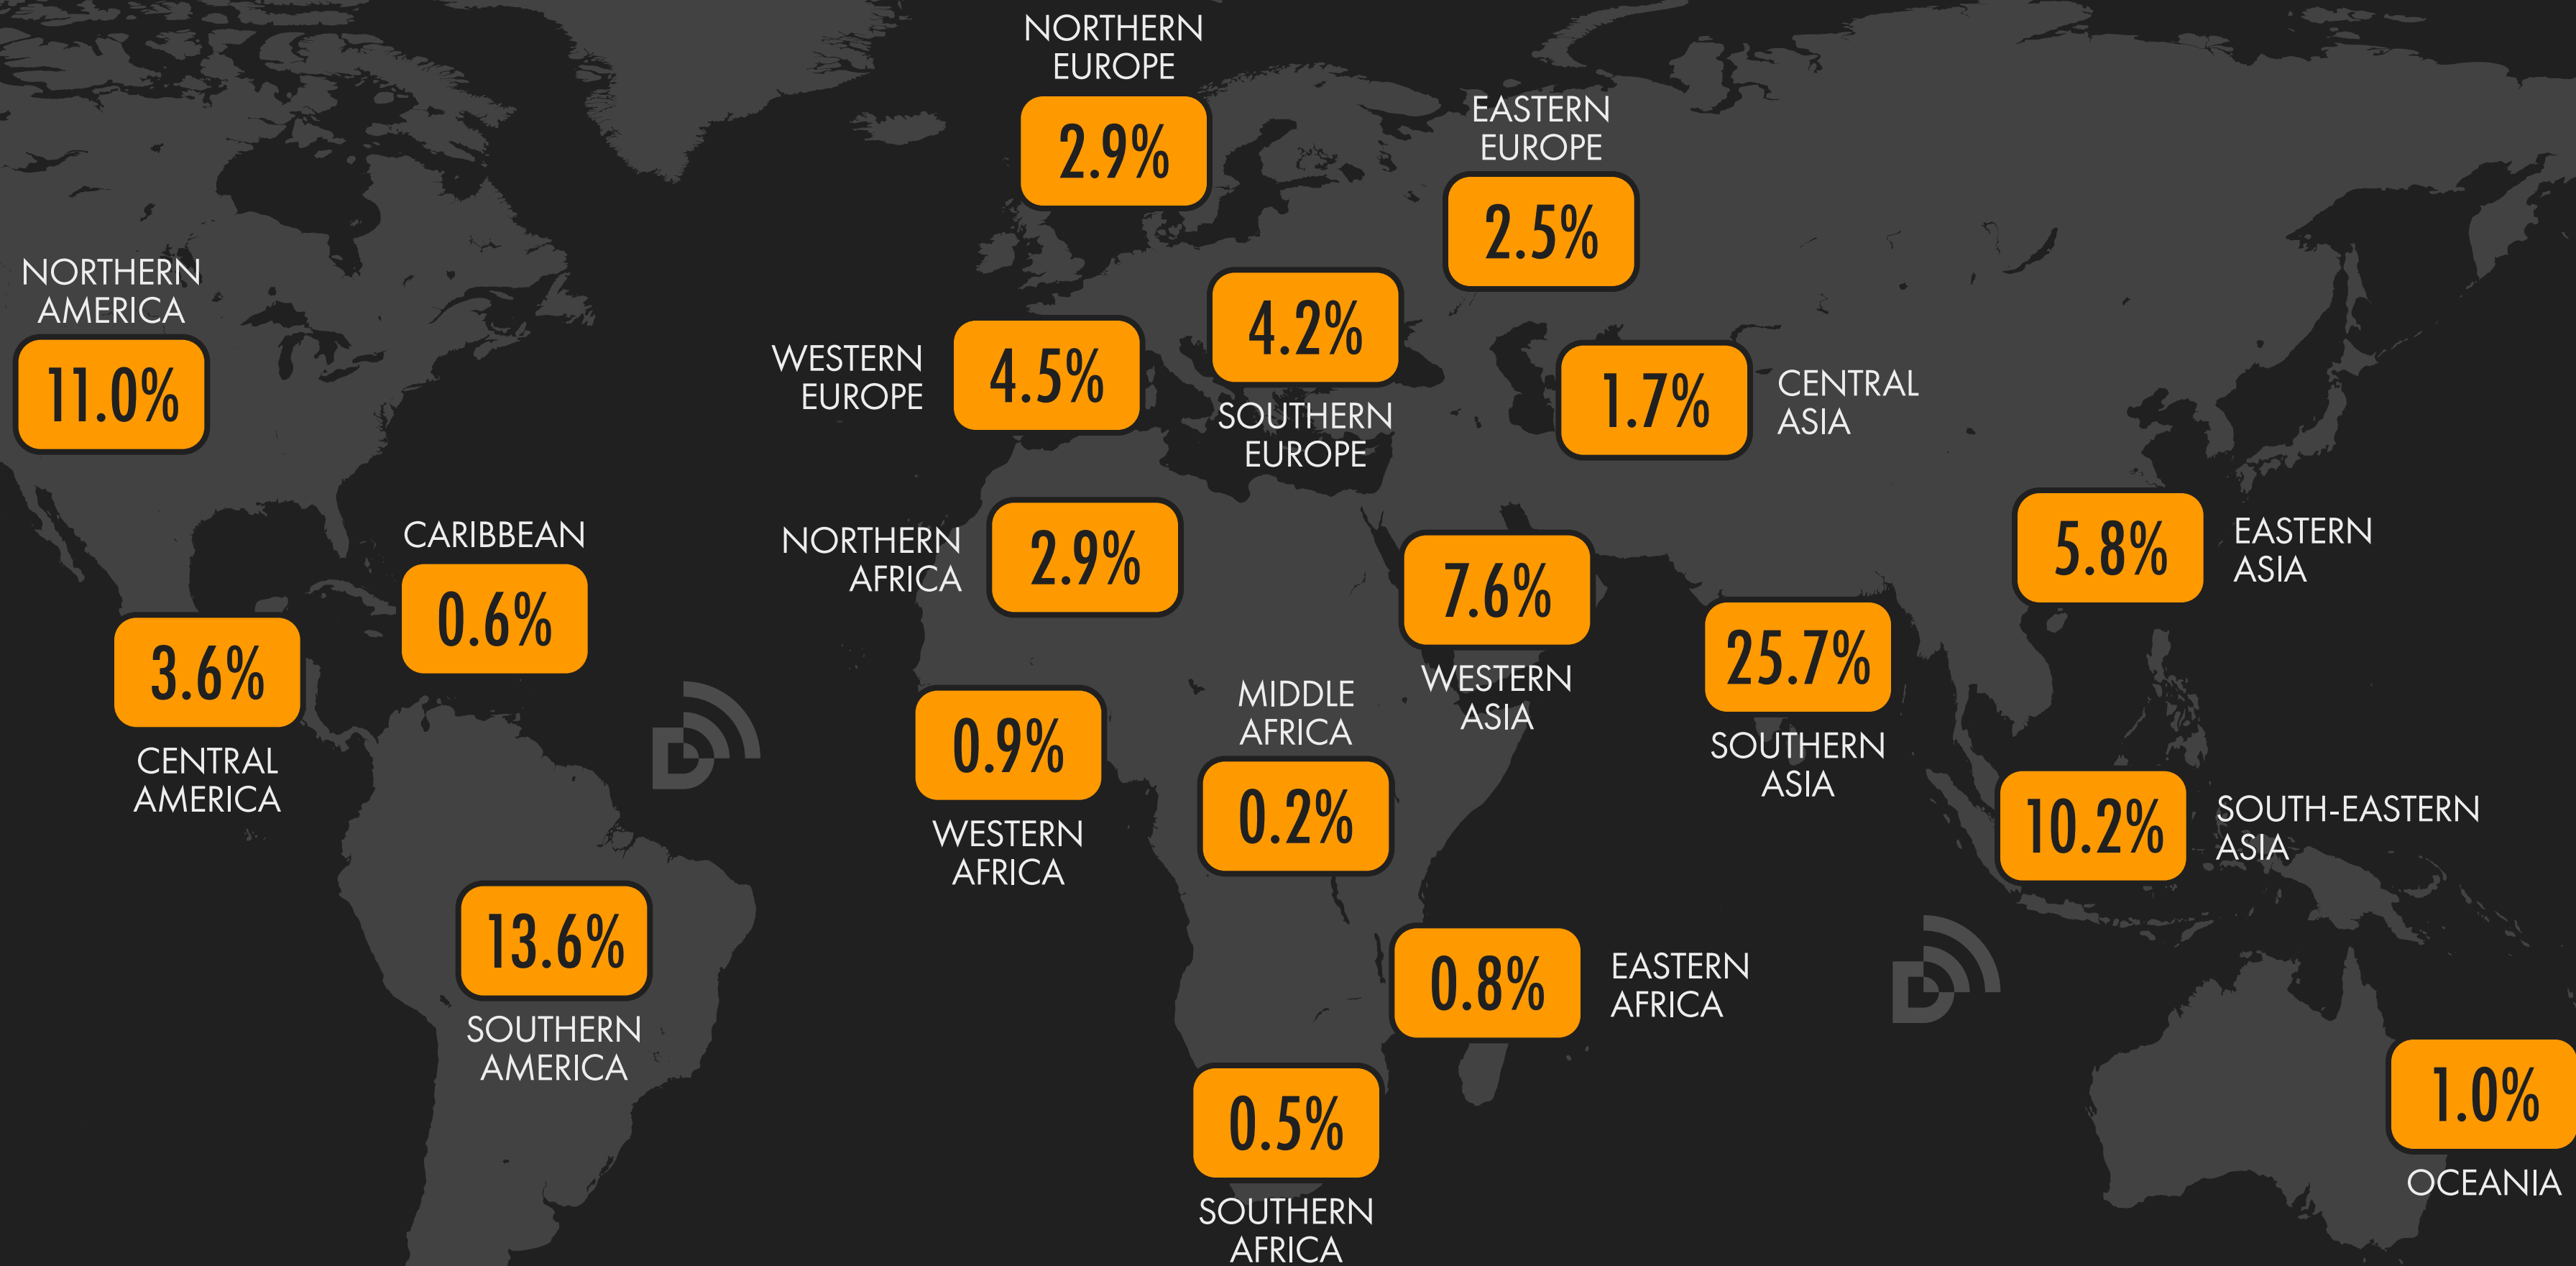 NORTHERN
EUROPE
2.9%
EASTERN
EUROPE
2.5%
NORTHERN
AMERICA
11.0%
WESTERN
EUROPE
4.5%
4.2%
SOUTHERN
EUROPE
1.7%
CENTRAL
ASIA
CARIBBEAN
0.6%
NORTHERN
AFRICA
2.9%
7.6%
WESTERN
ASIA
5.8%
EASTERN
ASIA
3.6%
CENTRAL
AMERICA
25.7%
SOUTHERN
ASIA
0.9%
WESTERN
AFRICA
MIDDLE
AFRICA
0.2%
10.2%
SOUTH-EASTERN
ASIA
13.6%
SOUTHERN
AMERICA
0.8%
EASTERN
AFRICA
0.5%
SOUTHERN
AFRICA
1.0%
OCEANIA